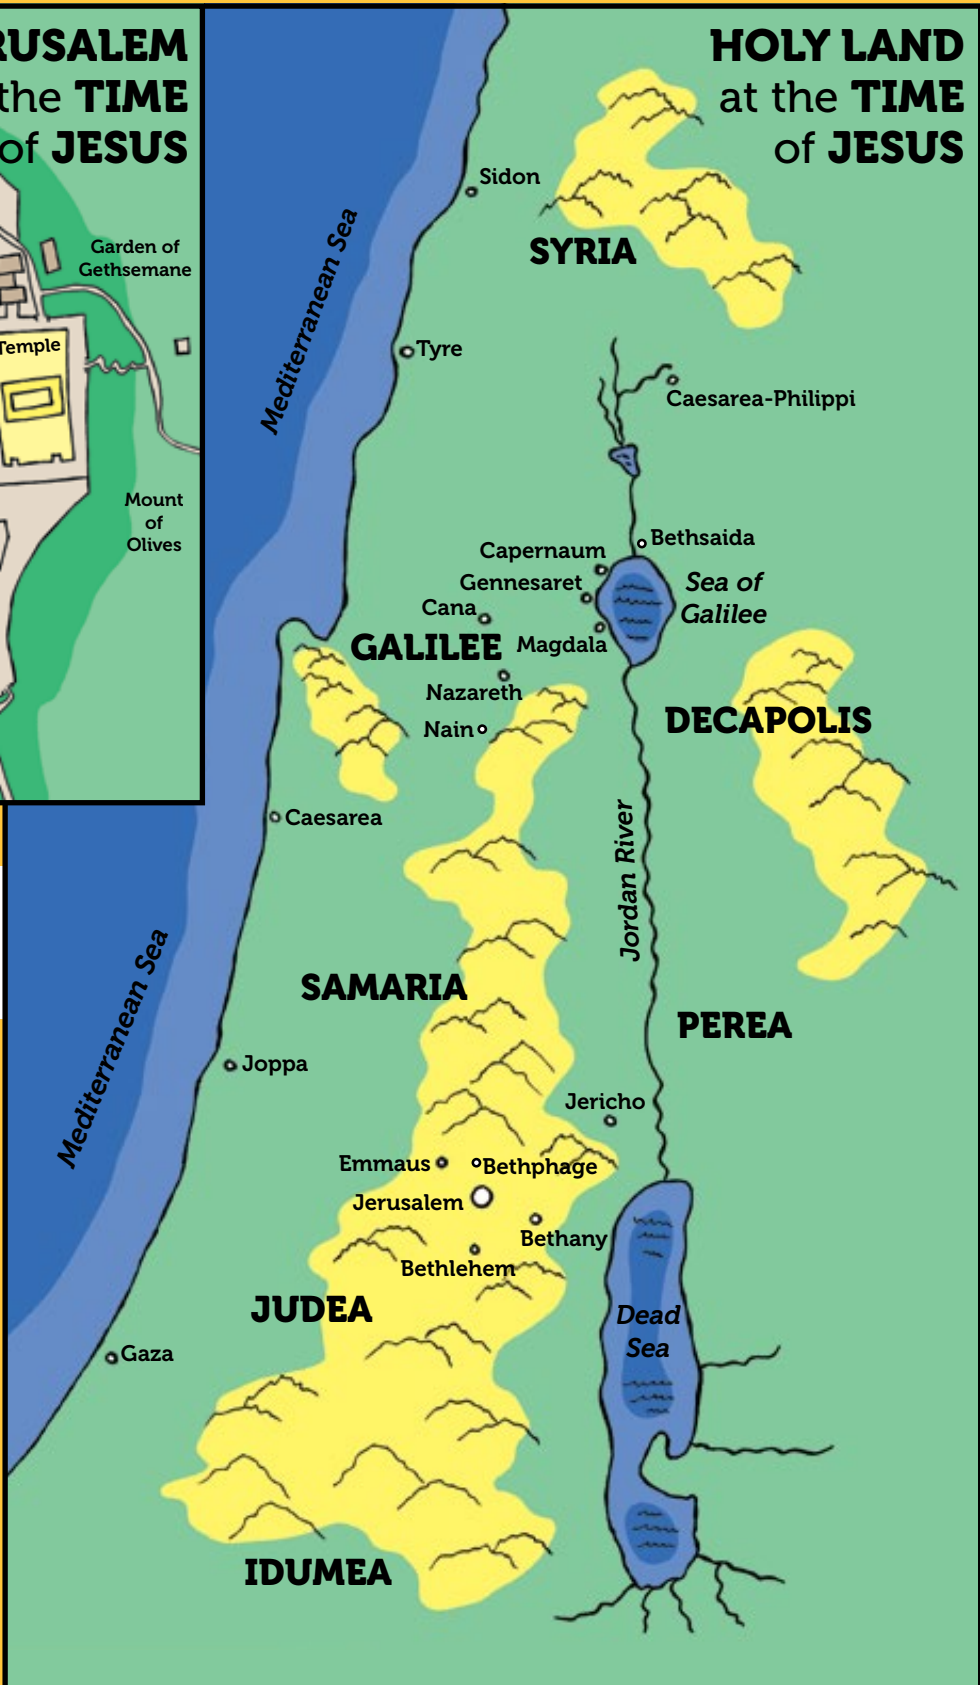 RUSALEM
the TIME
of JESUS
Garden of
Gethsemane
Temple
Mount
of
Olives
HOLY LAND
at the TIME
of JESUS
Mediterranean Sea
Sidon
SYRIA
Tyre
Caesarea-Philippi
Bethsaida
Capernaum
Gennesaret
Sea of
Galilee
Cana
GALILEE
Magdala
Nazareth
Nain
DECAPOLIS
Caesarea
Jordan River
Mediterranean Sea
SAMARIA
PEREA
Joppa
Jericho
Emmaus
Bethphage
Jerusalem
Bethany
Bethlehem
JUDEA
Dead
Sea
Gaza
IDUMEA